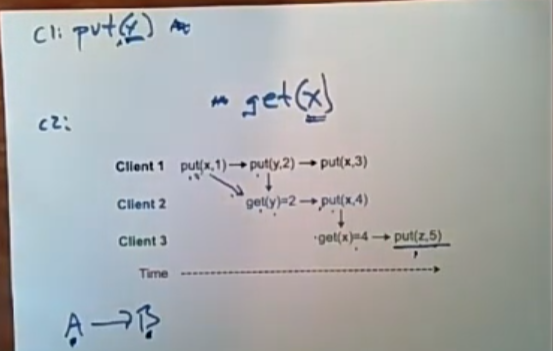 C1: put(Y)
get(x)
C2:
Client 1 put(x,1) → put(y,2) → put(x,3)
Client 2 get(y)=2 → put(x,4)
Client 3 get(x)=4 → put(z,5)
Time
A → B